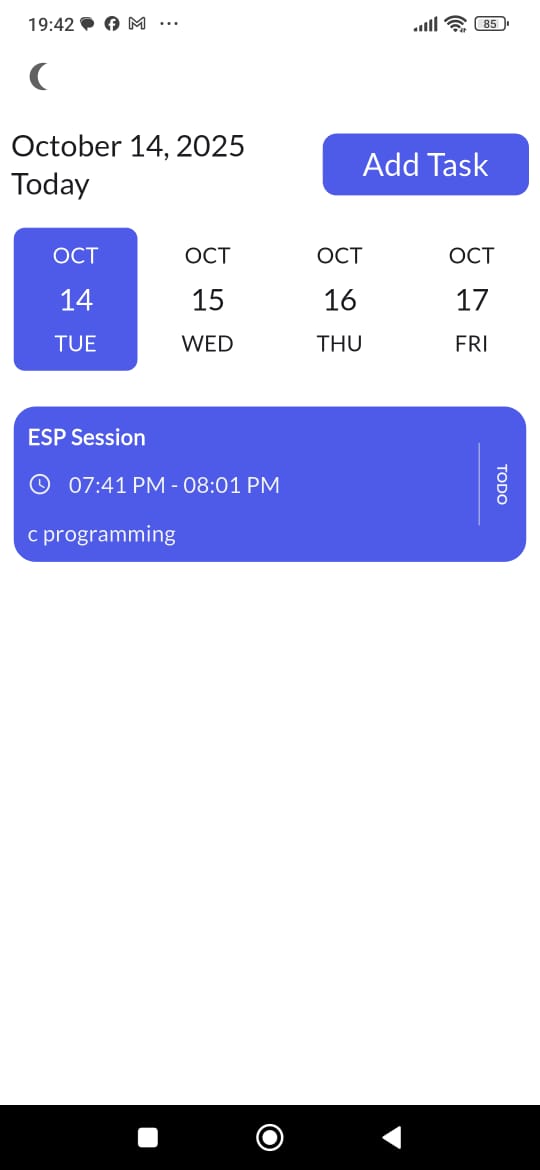 19:42
85
October 14, 2025
Today
Add Task
OCT
14
TUE
OCT
15
WED
OCT
16
THU
OCT
17
FRI
ESP Session
07:41 PM - 08:01 PM
c programming
TODO